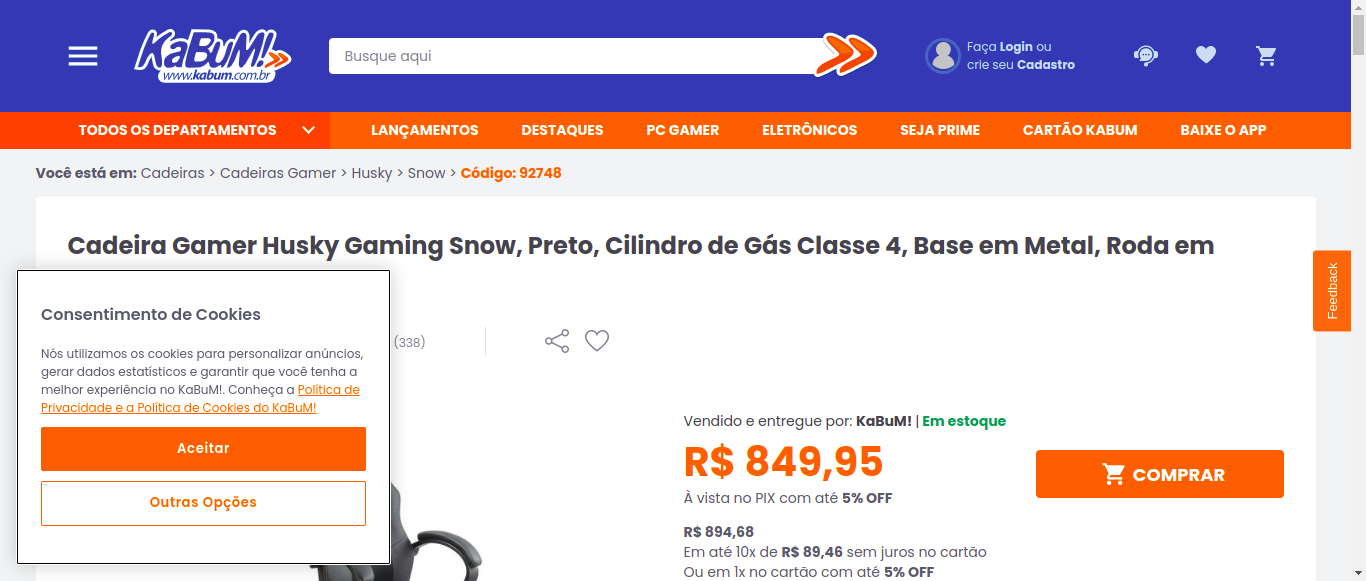 KaBuM!
www.kabum.com.br
Busque aqui
Faça Login ou
crie seu Cadastro
TODOS OS DEPARTAMENTOS
LANÇAMENTOS
DESTAQUES
PC GAMER
ELETRÔNICOS
SEJA PRIME
CARTÃO KABUM
BAIXE O APP
Você está em: Cadeiras > Cadeiras Gamer > Husky > Snow > Código: 92748
Cadeira Gamer Husky Gaming Snow, Preto, Cilindro de Gás Classe 4, Base em Metal, Roda em
Feedback
(338)
Consentimento de Cookies
Nós utilizamos os cookies para personalizar anúncios,
gerar dados estatísticos e garantir que você tenha a
melhor experiência no KaBuM!. Conheça a Política de
Privacidade e a Política de Cookies do KaBuM!
Aceitar
Outras Opções
Vendido e entregue por: KaBuM! | Em estoque
R$ 849,95
À vista no PIX com até 5% OFF
COMPRAR
R$ 894,68
Em até 10x de R$ 89,46 sem juros no cartão
Ou em 1x no cartão com até 5% OFF